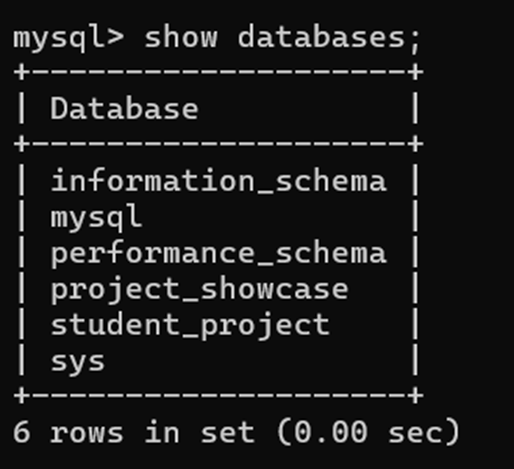 mysql> show databases;
+--------------------+
| Database           |
+--------------------+
| information_schema |
| mysql              |
| performance_schema |
| project_showcase   |
| student_project    |
| sys                |
+--------------------+
6 rows in set (0.00 sec)